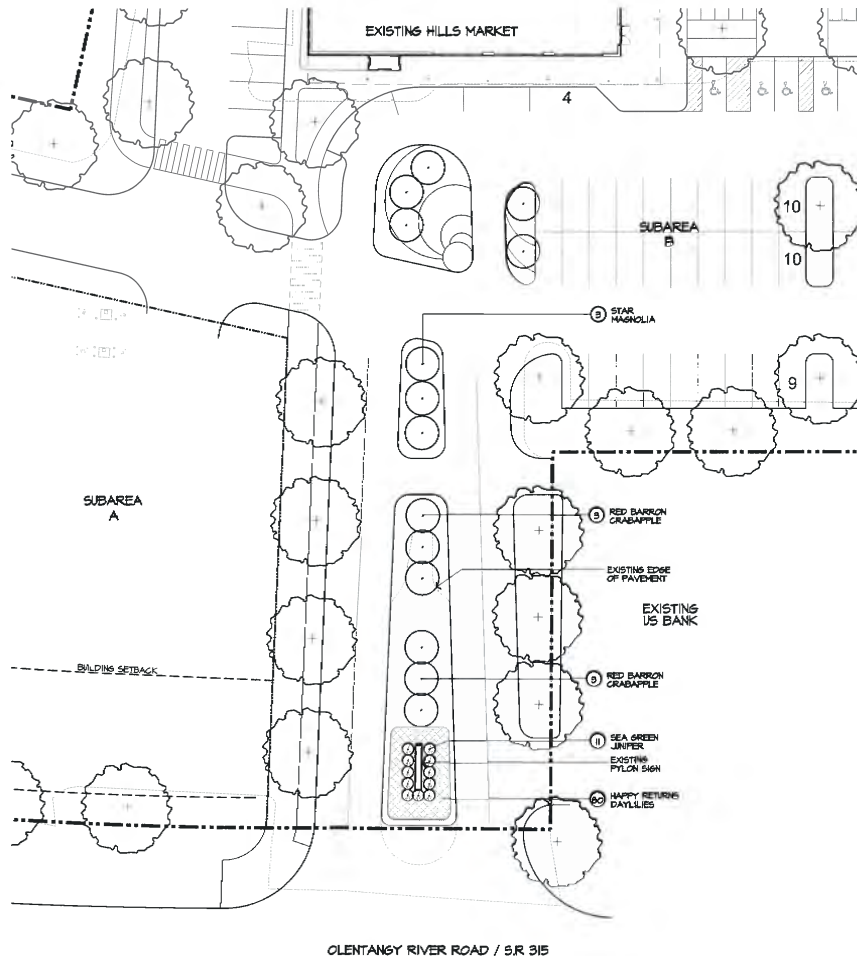 EXISTING HILLS MARKET
4
10
SUBAREA
B
10
3 STAR
MAGNOLIA
9
SUBAREA
A
3 RED BARRON
CRABAPPLE
EXISTING EDGE
OF PAVEMENT
EXISTING
US BANK
BUILDING SETBACK
3 RED BARRON
CRABAPPLE
11 SEA GREEN
JUNIPER
EXISTING
PYLON SIGN
80 HAPPY RETURNS
DAYLILIES
OLENTANGY RIVER ROAD / S.R 315